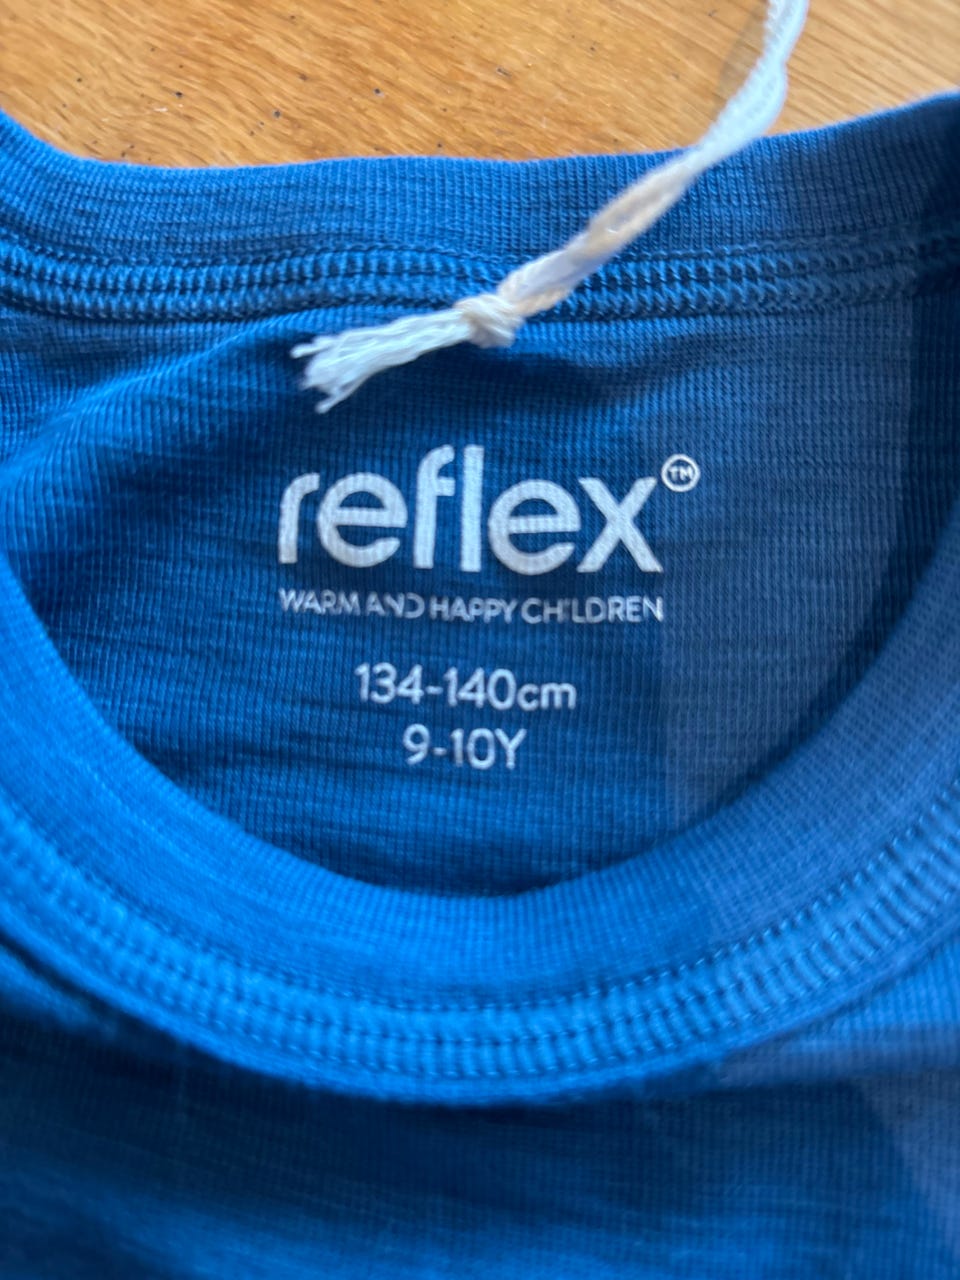 reflex™
WARM AND HAPPY CHILDREN
134-140cm
9-10Y